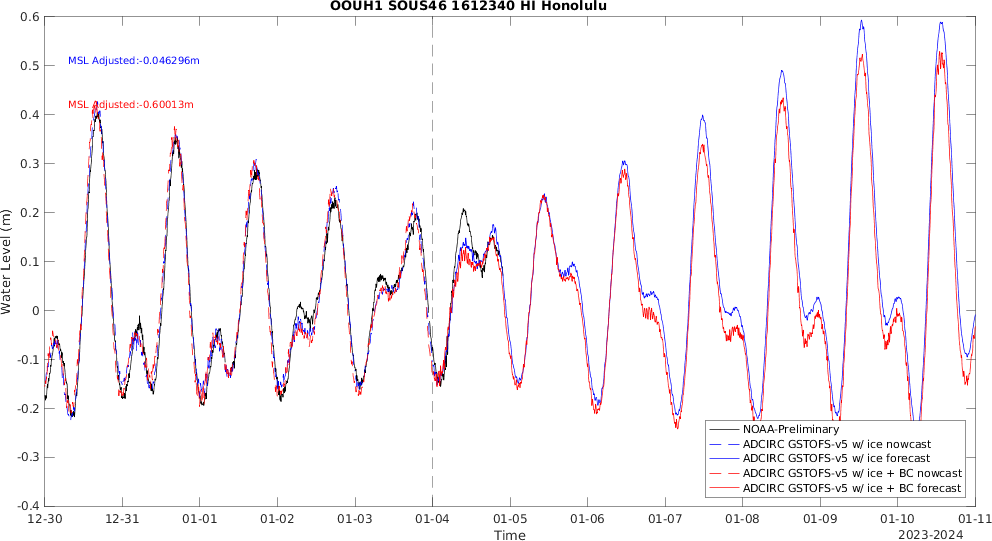 OOUH1 SOUS46 1612340 HI Honolulu
0.6
MSL Adjusted:-0.046296m
0.5
MSL Adjusted:-0.60013m
0.4
0.3
0.2
0.1
0
-0.1
-0.2
-0.3
-0.4
Water Level (m)
NOAA-Preliminary
ADCIRC GSTOFS-v5 w/ ice nowcast
ADCIRC GSTOFS-v5 w/ ice forecast
ADCIRC GSTOFS-v5 w/ ice + BC nowcast
ADCIRC GSTOFS-v5 w/ ice + BC forecast
12-30 12-31 01-01 01-02 01-03 01-04 01-05 01-06 01-07 01-08 01-09 01-10 01-11
Time
2023-2024